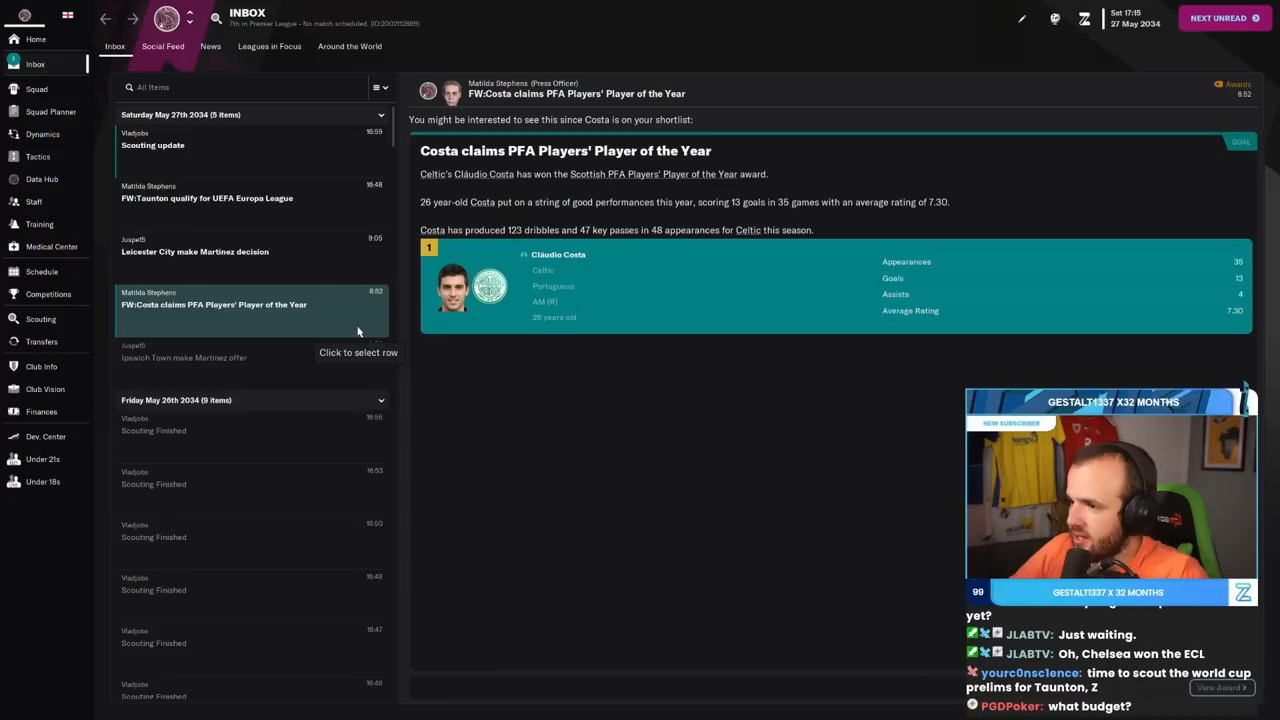 INBOX
7th in Premier League - No match scheduled. (ID:2002112889)
Sat 17:15
27 May 2034
NEXT UNREAD
Inbox
Social Feed
News
Leagues in Focus
Around the World
Home
3
Inbox
Squad
Squad Planner
Dynamics
Tactics
Data Hub
Staff
Training
Medical Center
Schedule
Competitions
Scouting
Transfers
Club Info
Club Vision
Finances
Dev. Center
Under 21s
Under 18s
All Items
Saturday May 27th 2034 (5 items)
Vladjobs
16:59
Scouting update
Matilda Stephens
16:48
FW:Taunton qualify for UEFA Europa League
Juspe15
9:05
Leicester City make Martínez decision
Matilda Stephens
8:52
FW:Costa claims PFA Players' Player of the Year
Juspe15
Ipswich Town make Martínez offer
Click to select row
Friday May 26th 2034 (9 items)
Vladjobs
16:56
Scouting Finished
Vladjobs
16:53
Scouting Finished
Vladjobs
16:50
Scouting Finished
Vladjobs
16:48
Scouting Finished
Vladjobs
16:47
Scouting Finished
Vladjobs
16:46
Scouting Finished
Matilda Stephens (Press Officer)
FW:Costa claims PFA Players' Player of the Year
Awards
8:52
You might be interested to see this since Costa is on your shortlist:
GOAL
Costa claims PFA Players' Player of the Year
Celtic's Cláudio Costa has won the Scottish PFA Players' Player of the Year award.
26 year-old Costa put on a string of good performances this year, scoring 13 goals in 35 games with an average rating of 7.30.
Costa has produced 123 dribbles and 47 key passes in 48 appearances for Celtic this season.
1
Cláudio Costa
Celtic
Portuguese
AM (R)
26 years old
Appearances 35
Goals 13
Assists 4
Average Rating 7.30
GESTALT1337 X32 MONTHS
NEW SUBSCRIBER
99
GESTALT1337 X 32 MONTHS
yet?
JLABTV: Just waiting.
JLABTV: Oh, Chelsea won the ECL
yourc0nsc1ence: time to scout the world cup
prelims for Taunton, Z
PGDPoker: what budget?
View Award